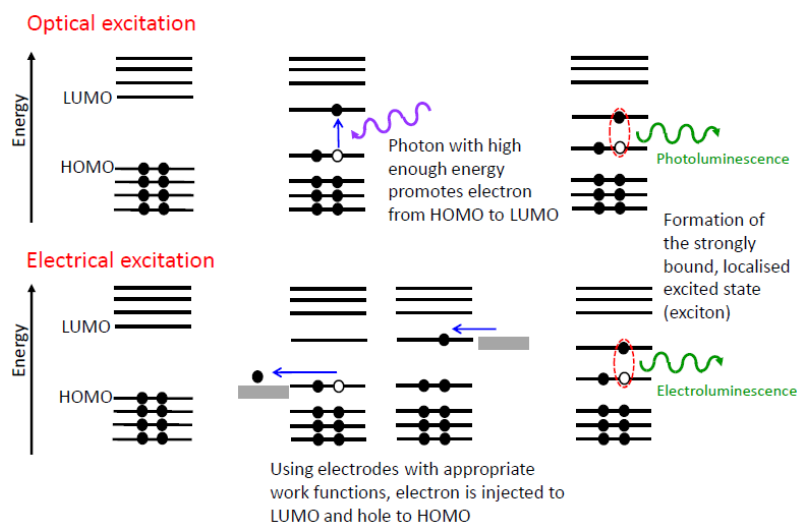 Optical excitation
Energy
LUMO
HOMO
Photon with high
enough energy
promotes electron
from HOMO to LUMO
Photoluminescence
Formation of
the strongly
bound, localised
excited state
(exciton)
Electrical excitation
Energy
LUMO
HOMO
Electroluminescence
Using electrodes with appropriate
work functions, electron is injected to
LUMO and hole to HOMO